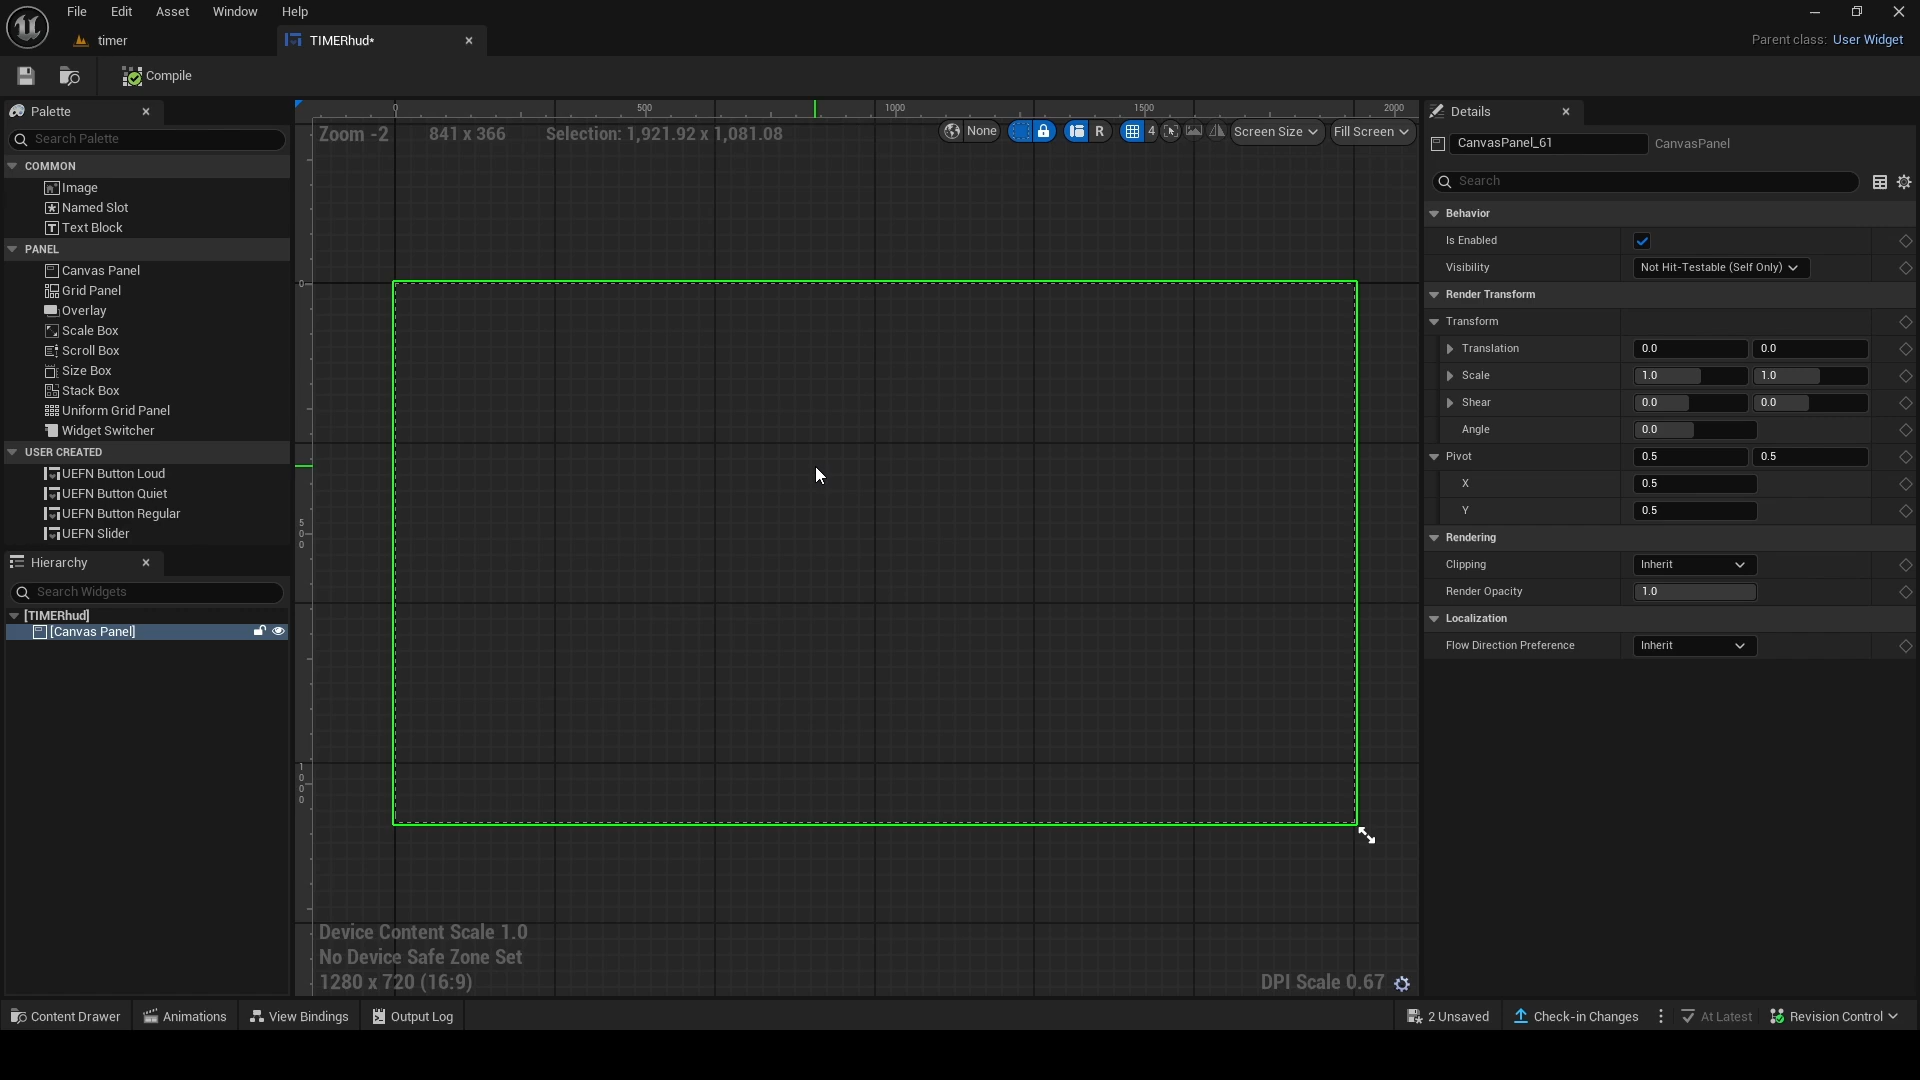 File Edit Asset Window Help
timer TIMERhud*
Parent class: User Widget
Compile
Palette
Search Palette
COMMON
Image
Named Slot
Text Block
PANEL
Canvas Panel
Grid Panel
Overlay
Scale Box
Scroll Box
Size Box
Stack Box
Uniform Grid Panel
Widget Switcher
USER CREATED
UEFN Button Loud
UEFN Button Quiet
UEFN Button Regular
UEFN Slider
Hierarchy
Search Widgets
[TIMERhud]
[Canvas Panel]
0 500 1000 1500 2000
Zoom -2 841 x 366 Selection: 1,921.92 x 1,081.08
None R 4 Screen Size Fill Screen
0
500
1000
Device Content Scale 1.0
No Device Safe Zone Set
1280 x 720 (16:9)
DPI Scale 0.67
Details
CanvasPanel_61 CanvasPanel
Search
Behavior
Is Enabled
Visibility Not Hit-Testable (Self Only)
Render Transform
Transform
Translation 0.0 0.0
Scale 1.0 1.0
Shear 0.0 0.0
Angle 0.0
Pivot 0.5 0.5
X 0.5
Y 0.5
Rendering
Clipping Inherit
Render Opacity 1.0
Localization
Flow Direction Preference Inherit
Content Drawer Animations View Bindings Output Log
2 Unsaved Check-in Changes At Latest Revision Control